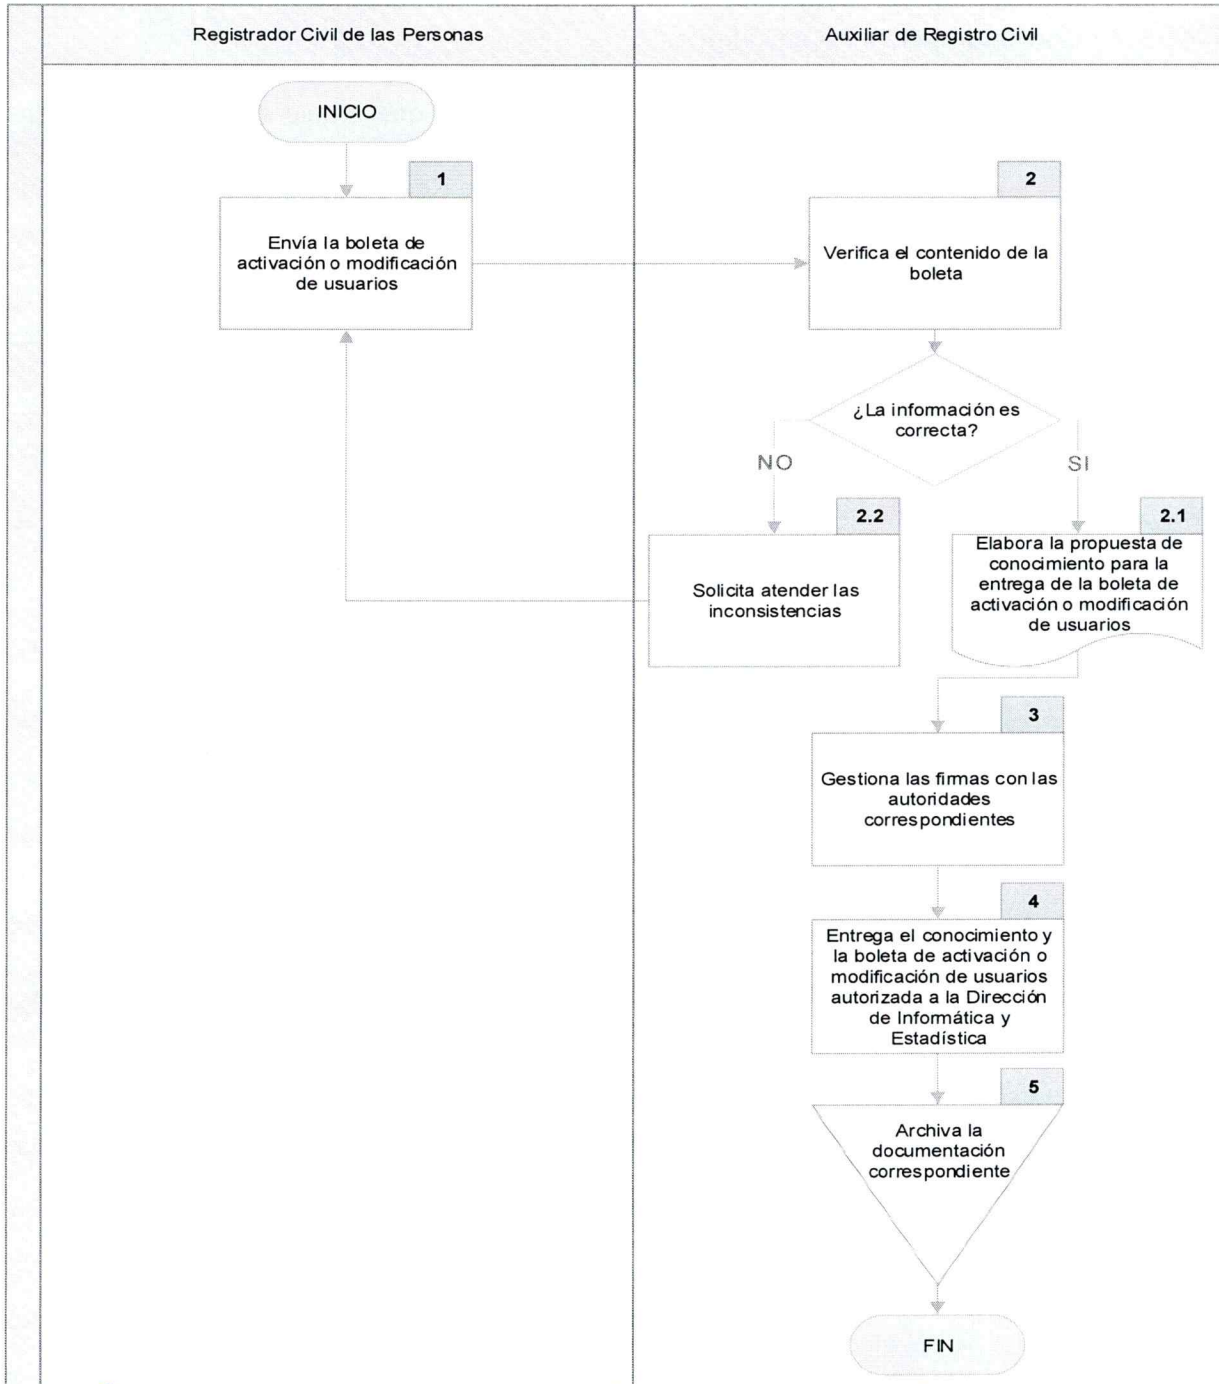 Registrador Civil de las Personas
Auxiliar de Registro Civil
INICIO
1
Envía la boleta de
activación o modificación
de usuarios
2
Verifica el contenido de la
boleta
¿La información es
correcta?
NO
SI
2.2
Solicita atender las
inconsistencias
2.1
Elabora la propuesta de
conocimiento para la
entrega de la boleta de
activación o modificación
de usuarios
3
Gestiona las firmas con las
autoridades
correspondientes
4
Entrega el conocimiento y
la boleta de activación o
modificación de usuarios
autorizada a la Dirección
de Informática y
Estadística
5
Archiva la
documentación
correspondiente
FIN